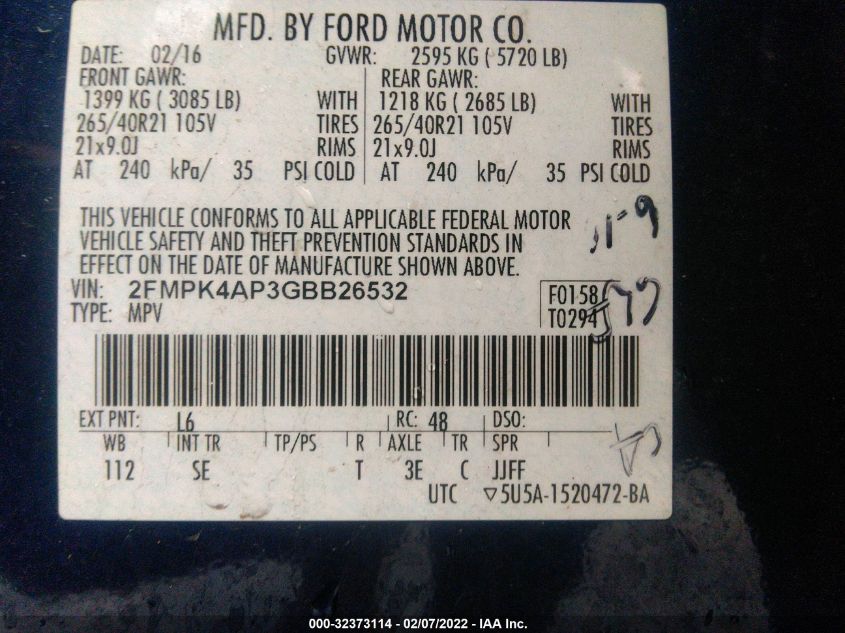 MFD. BY FORD MOTOR CO.
DATE: 02/16 GVWR: 2595 KG ( 5720 LB)
FRONT GAWR: REAR GAWR:
1399 KG ( 3085 LB) WITH 1218 KG ( 2685 LB) WITH
265/40R21 105V TIRES 265/40R21 105V TIRES
21x9.0J RIMS 21x9.0J RIMS
AT 240 kPa/ 35 PSI COLD AT 240 kPa/ 35 PSI COLD
THIS VEHICLE CONFORMS TO ALL APPLICABLE FEDERAL MOTOR
VEHICLE SAFETY AND THEFT PREVENTION STANDARDS IN
EFFECT ON THE DATE OF MANUFACTURE SHOWN ABOVE.
VIN: 2FMPK4AP3GBB26532 F0158
TYPE: MPV T0294
EXT PNT: L6 RC: 48 DSO:
WB INT TR TP/PS R AXLE TR SPR
112 SE T 3E C JJFF
UTC ▽5U5A-1520472-BA
000-32373114 - 02/07/2022 - IAA Inc.